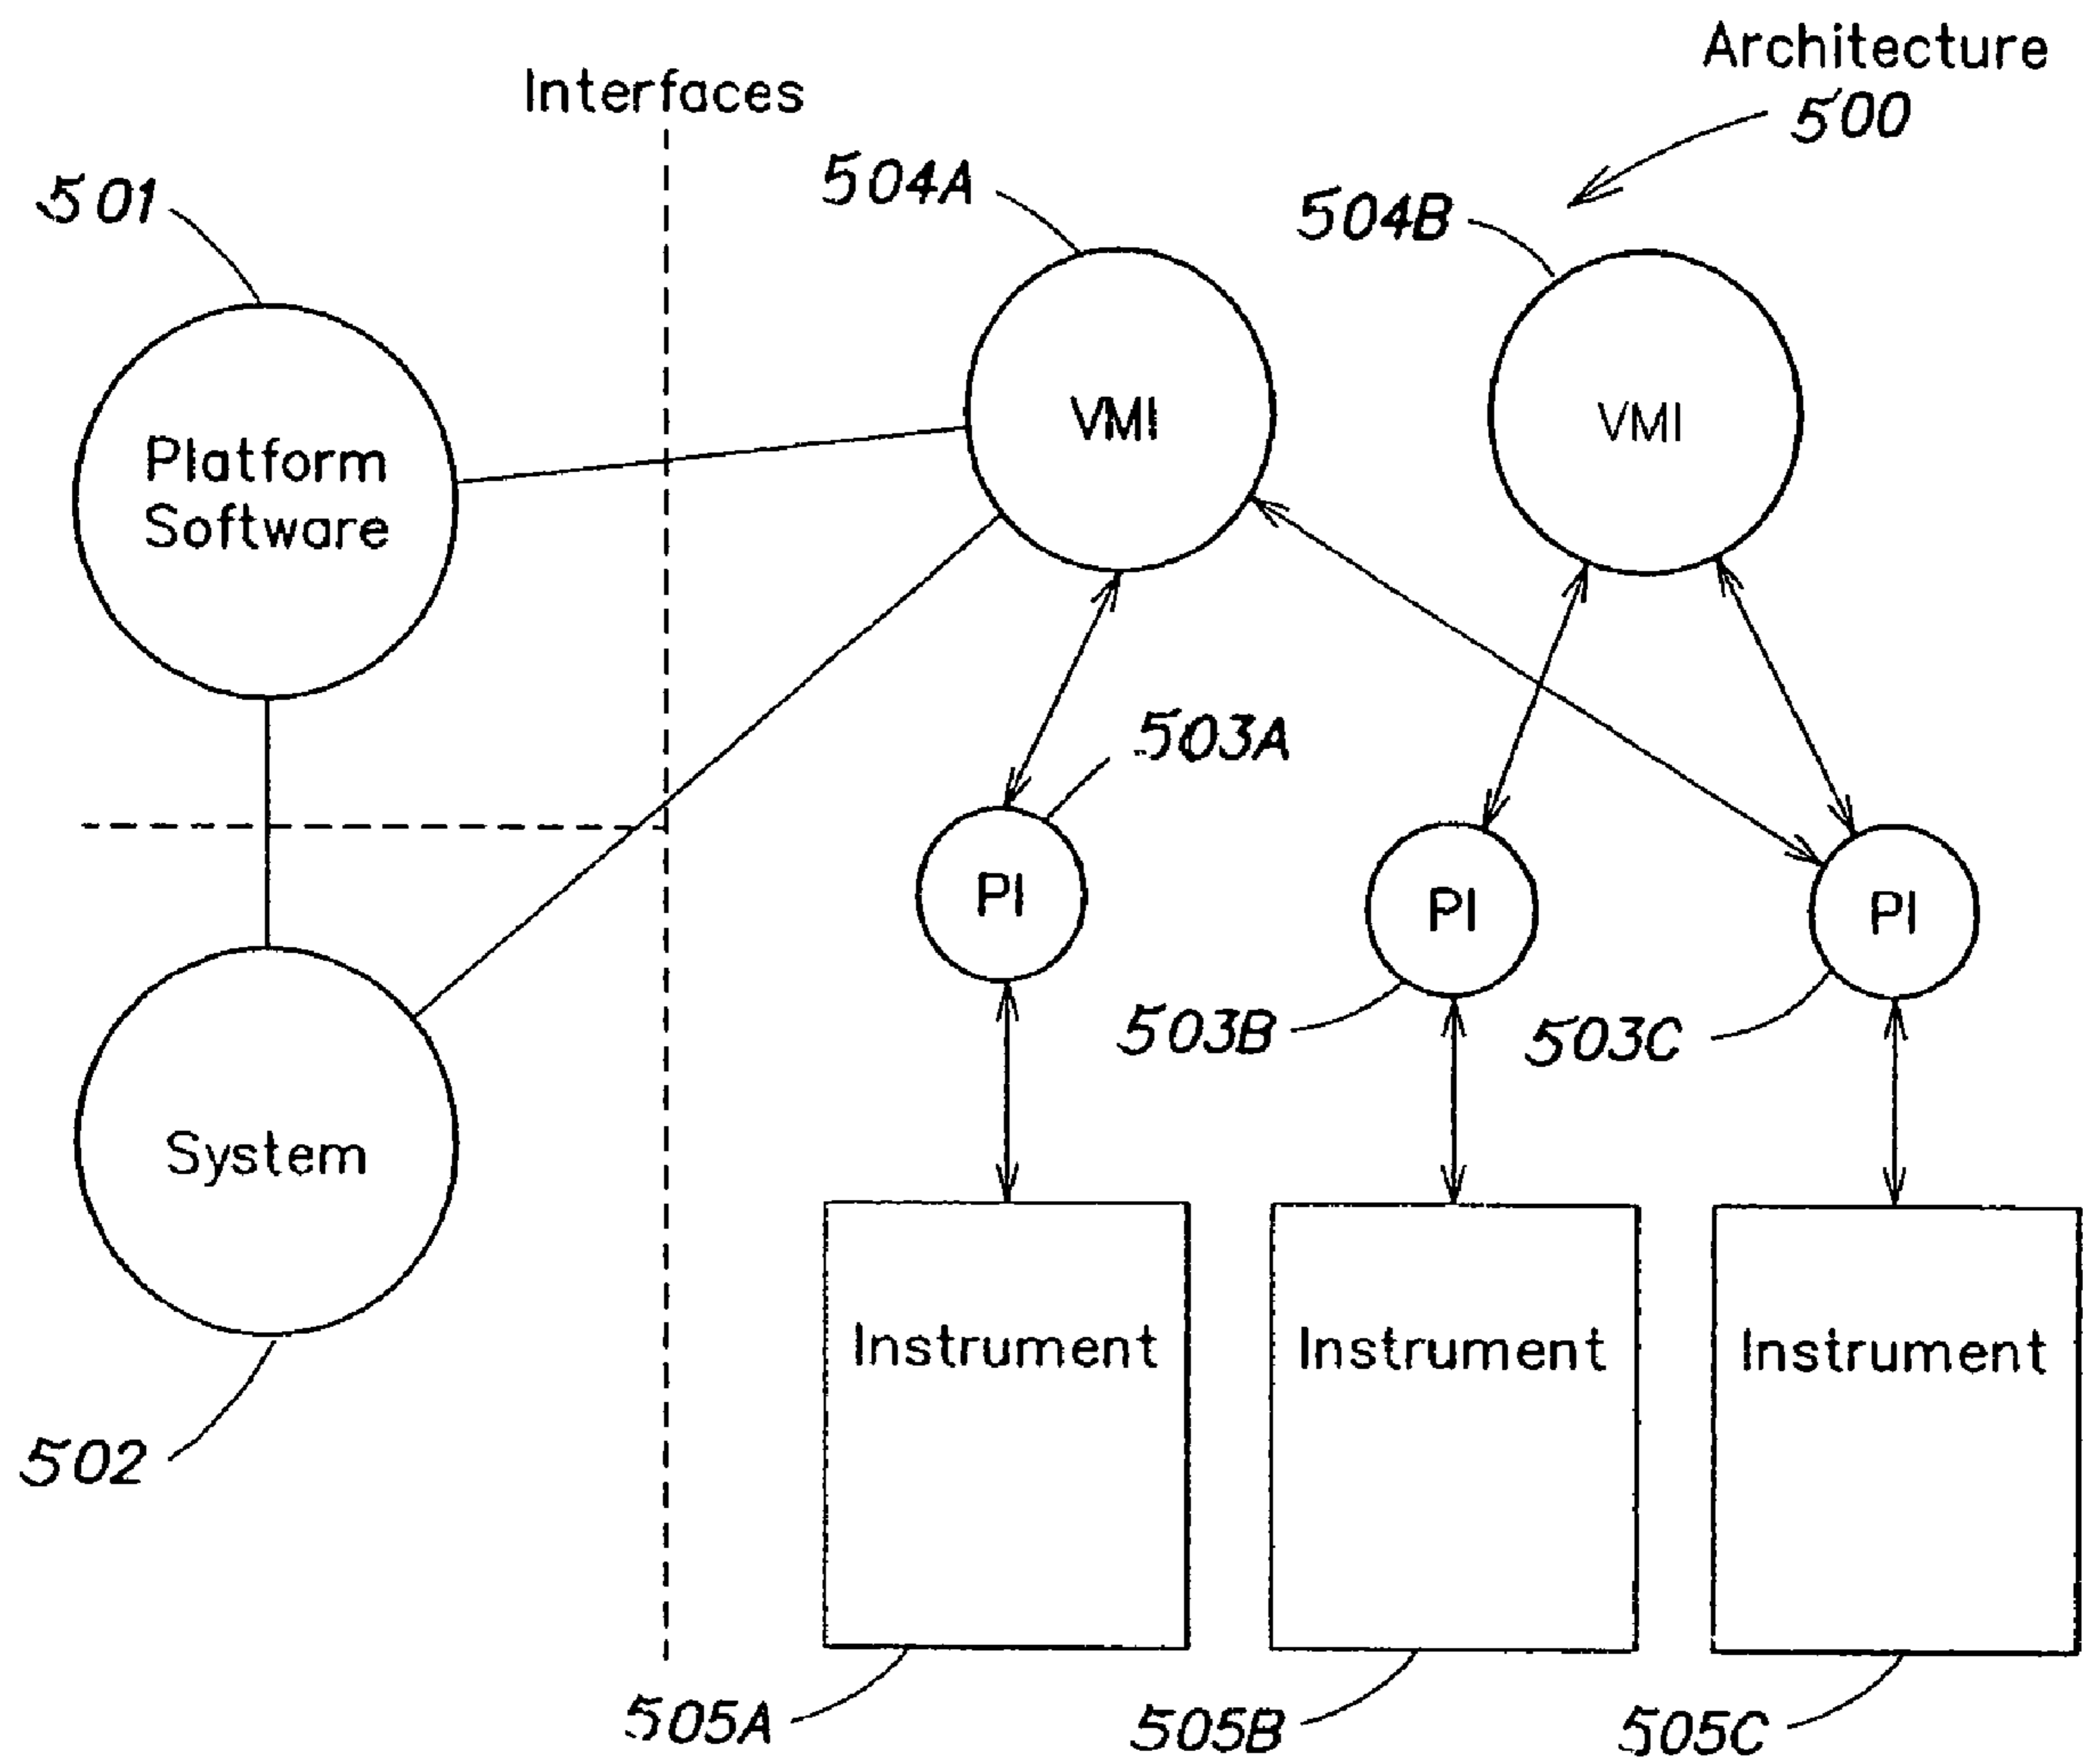 Architecture
500
Interfaces
504A
504B
501
VMI
VMI
Platform
Software
503A
PI
PI
PI
503B
503C
System
Instrument
Instrument
Instrument
502
505A
505B
505C